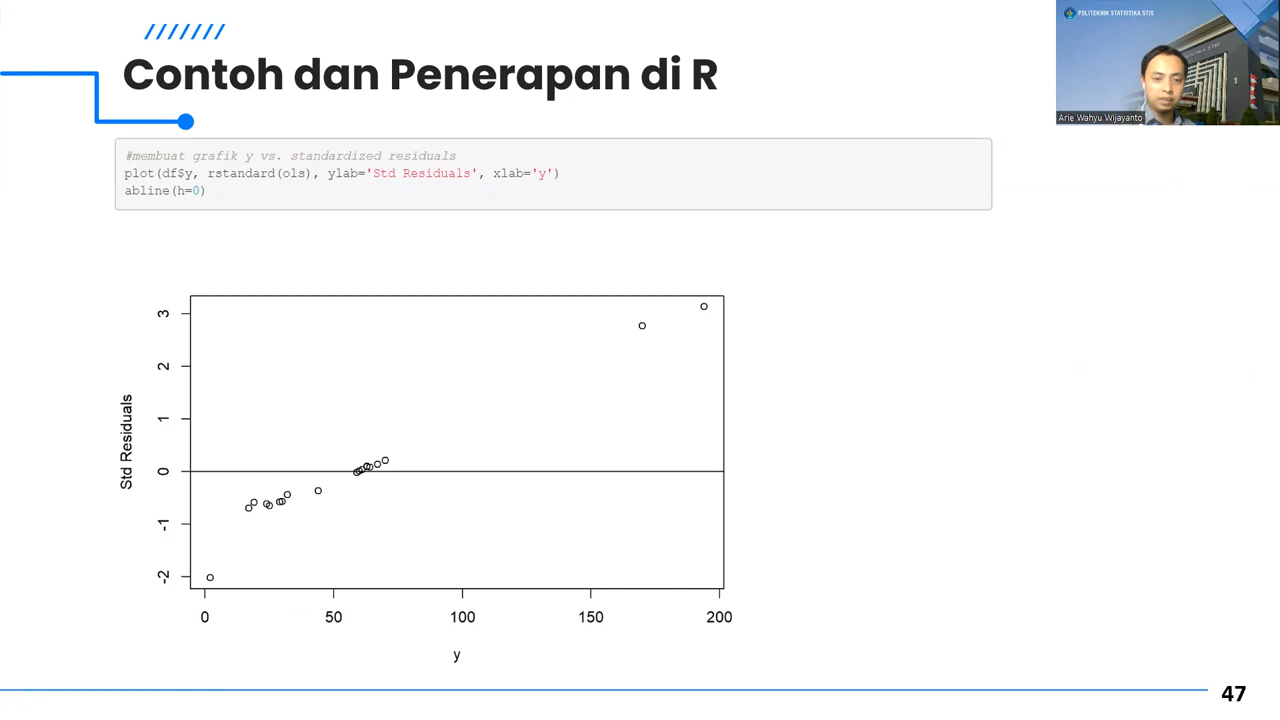 Contoh dan Penerapan di R
POLITEKNIK STATISTIKA STIS
Arie Wahyu Wijayanto
#membuat grafik y vs. standardized residuals
plot(df$y, rstandard(ols), ylab='Std Residuals', xlab='y')
abline(h=0)
Std Residuals
3
2
1
0
-1
-2
0 50 100 150 200
y
47